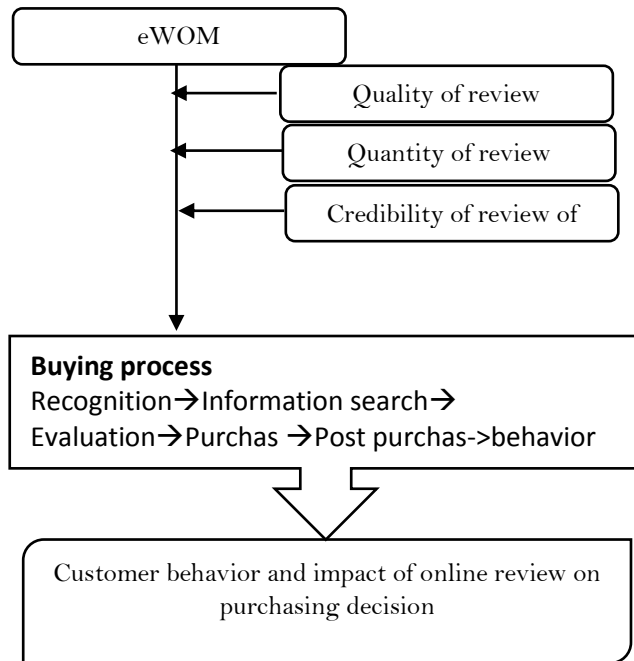 eWOM
Quality of review
Quantity of review
Credibility of review of
Buying process
Recognition→Information search→
Evaluation→Purchas →Post purchas->behavior
Customer behavior and impact of online review on
purchasing decision